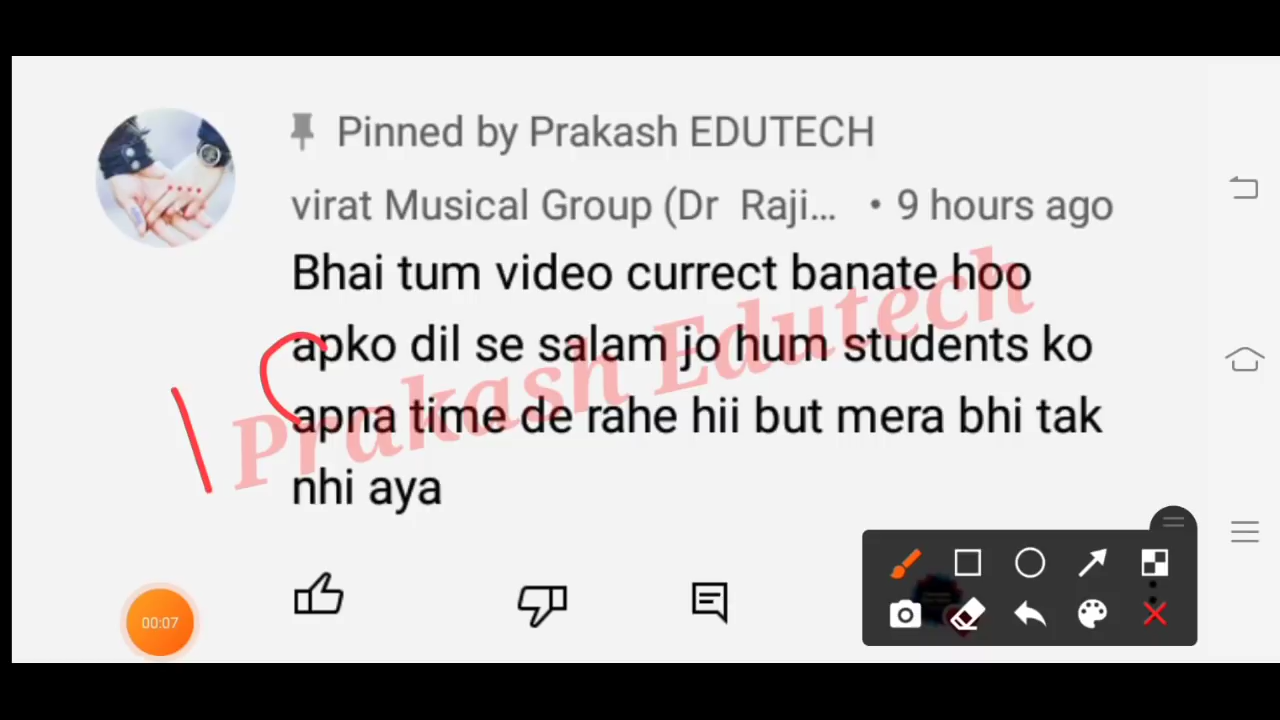 Pinned by Prakash EDUTECH
virat Musical Group (Dr Raji... • 9 hours ago
Bhai tum video currect banate hoo
apko dil se salam jo hum students ko
apna time de rahe hii but mera bhi tak
nhi aya
Prakash Edutech
00:07